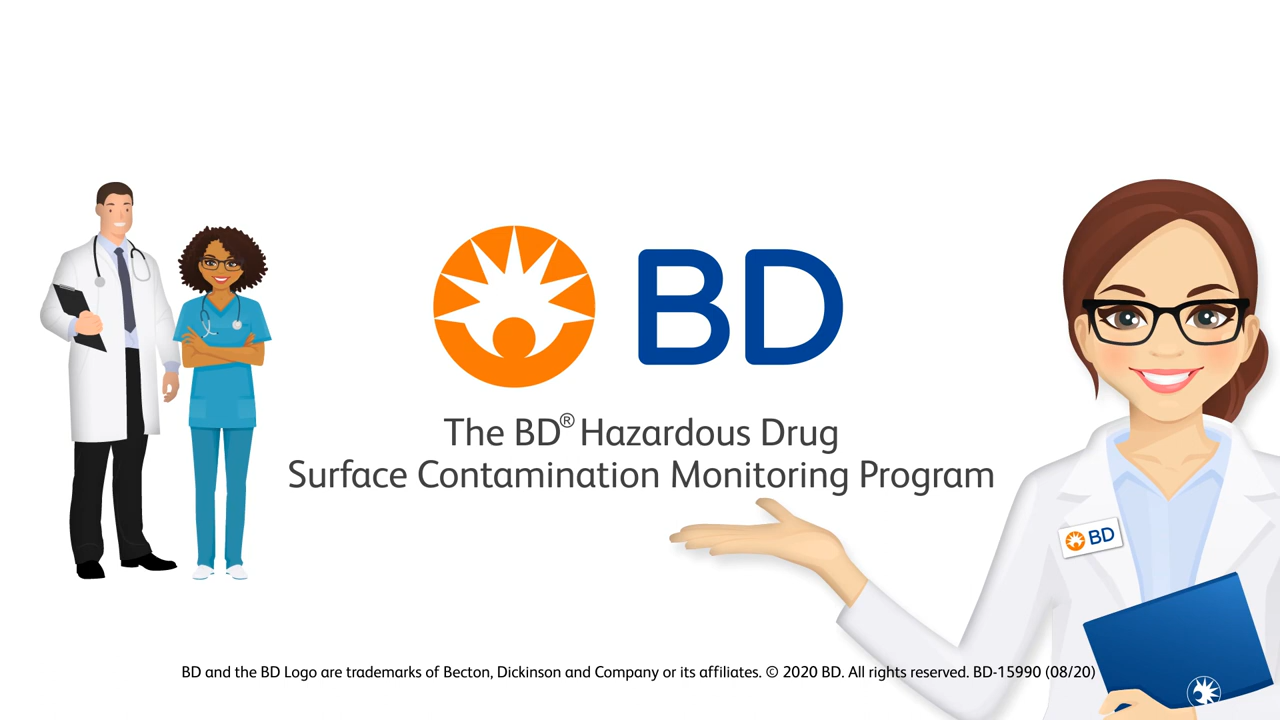 BD
The BD® Hazardous Drug
Surface Contamination Monitoring Program
BD
BD and the BD Logo are trademarks of Becton, Dickinson and Company or its affiliates. © 2020 BD. All rights reserved. BD-15990 (08/20)